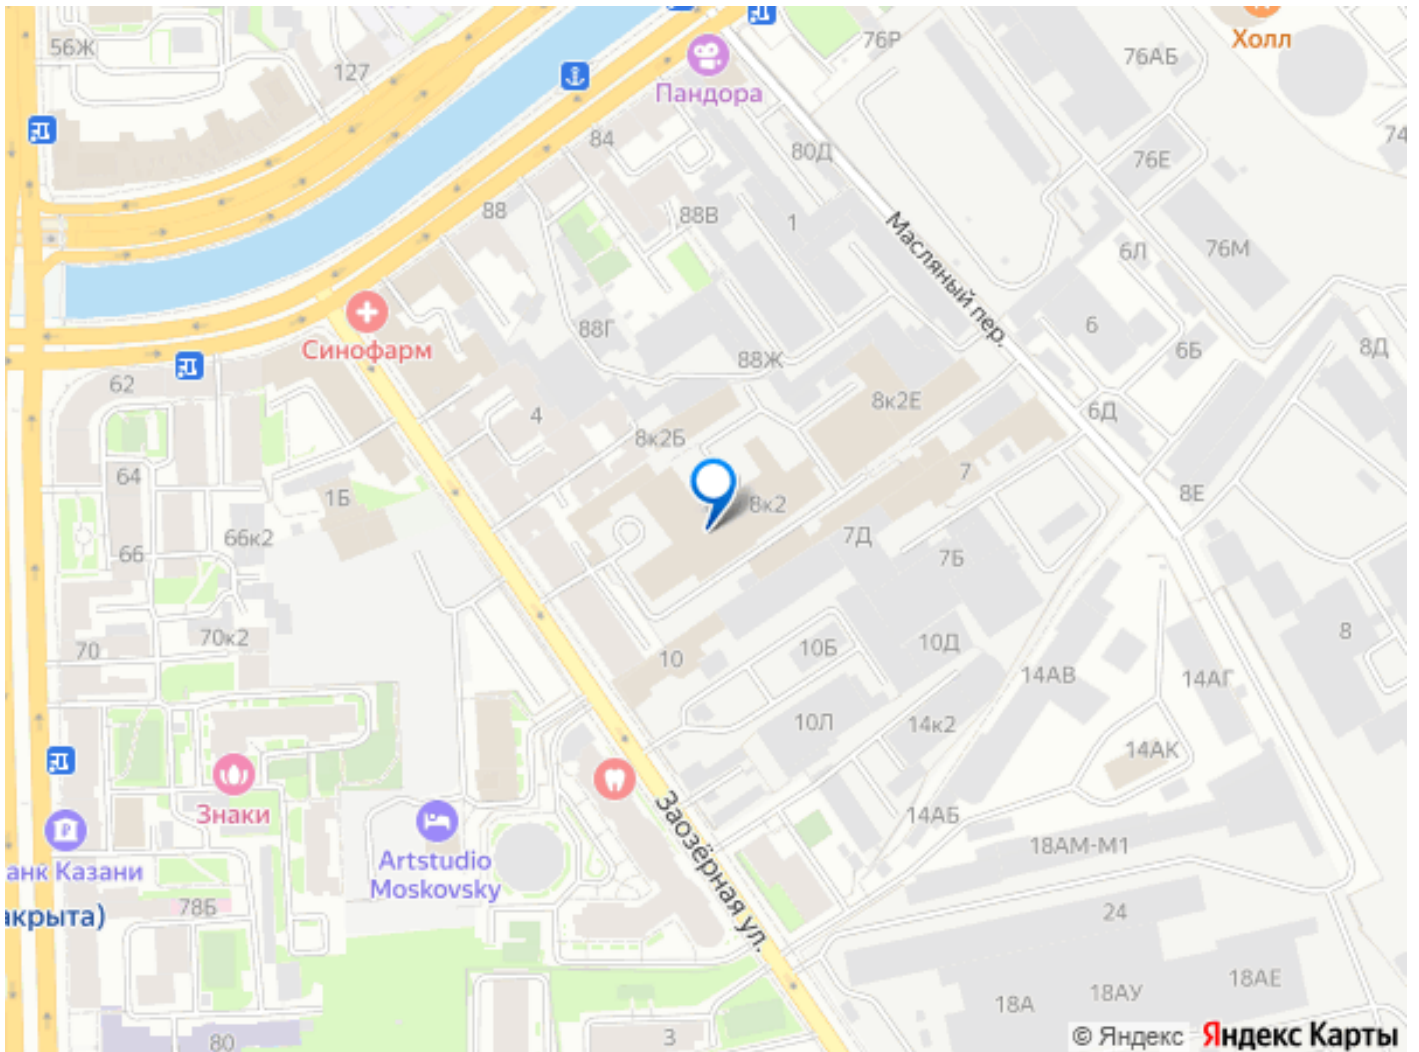 56Ж
127
Пандора
76Р
Холл
76АБ
74
84
80Д
76Е
88
88В
1
Масляный пер.
6Л
76М
88Г
6
6Б
8Д
Синофарм
88Ж
62
4
8к2Е
6Д
8к2Б
64
1Б
8к2
7
8Е
66
66к2
7Д
7Б
70
70к2
10
10Б
10Д
14АВ
14АГ
8
10Л
14к2
14АК
Знаки
Заозёрная ул.
14АБ
18АМ-М1
анк Казани
Artstudio
Moskovsky
акрыта)
78Б
24
18А
18АУ
18АЕ
80
3
© Яндекс Яндекс Карты